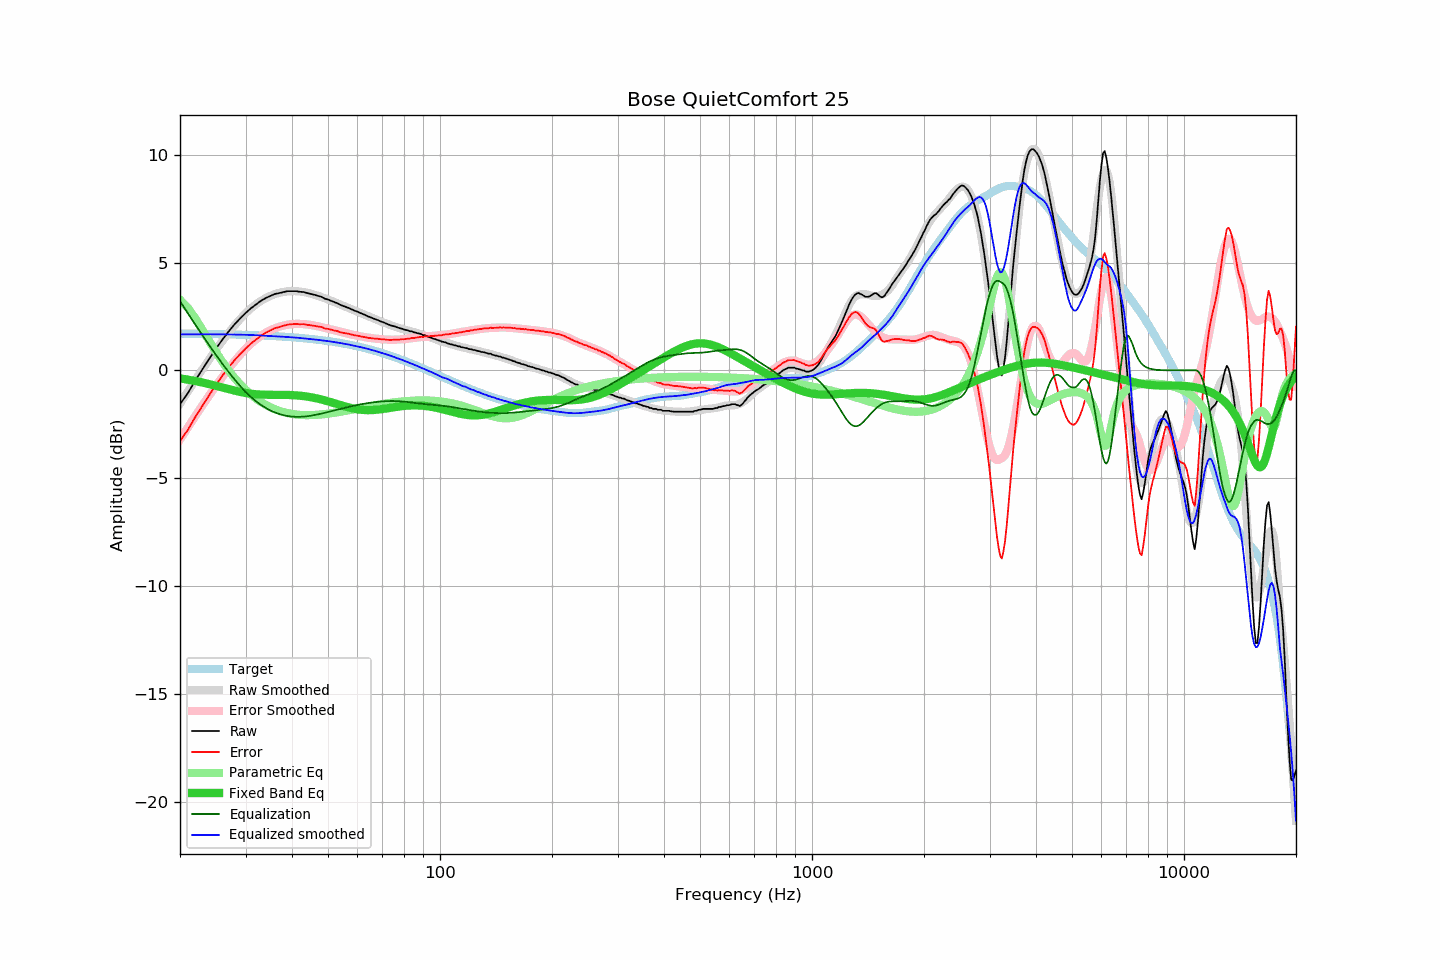 Bose QuietComfort 25
Amplitude (dBr)
10
5
0
−5
−10
−15
−20
Target
Raw Smoothed
Error Smoothed
Raw
Error
Parametric Eq
Fixed Band Eq
Equalization
Equalized smoothed
100
1000
10000
Frequency (Hz)